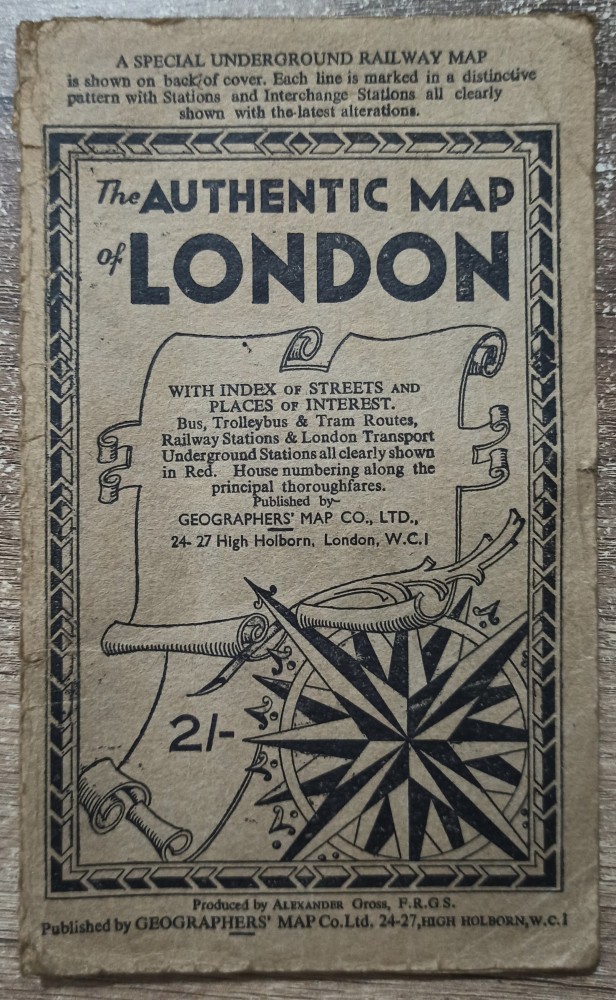 A SPECIAL UNDERGROUND RAILWAY MAP
is shown on back of cover. Each line is marked in a distinctive
pattern with Stations and Interchange Stations all clearly
shown with the latest alterations.
The AUTHENTIC MAP
of LONDON
WITH INDEX OF STREETS AND
PLACES OF INTEREST.
Bus, Trolleybus & Tram Routes,
Railway Stations & London Transport
Underground Stations all clearly shown
in Red. House numbering along the
principal thoroughfares.
Published by-
GEOGRAPHERS' MAP CO., LTD.,
24-27 High Holborn, London, W.C.1
2/-
Produced by ALEXANDER Gross, F.R.G.S.
Published by GEOGRAPHERS' MAP Co. Ltd. 24-27, HIGH HOLBORN, W.C.1